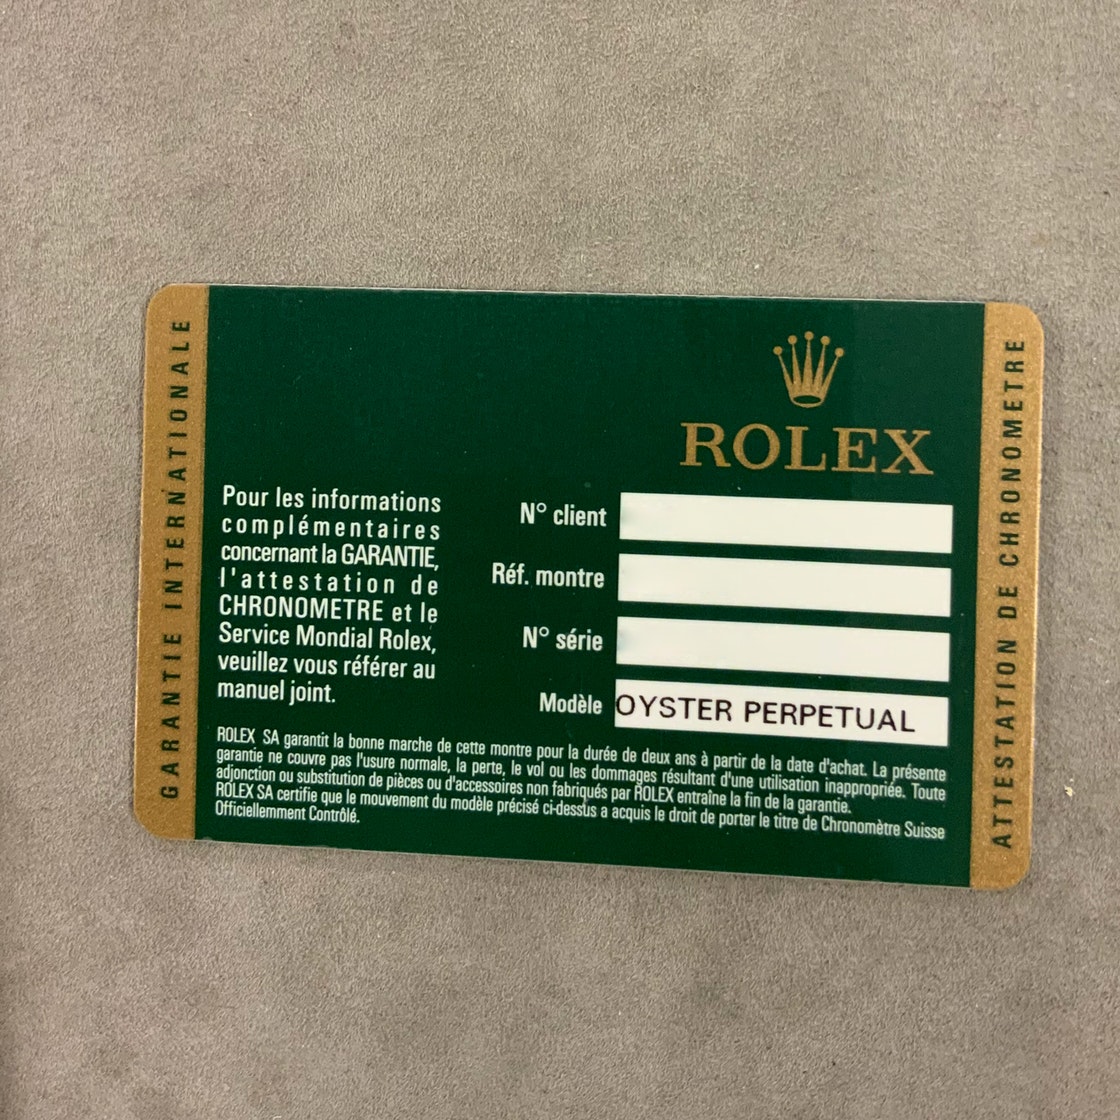 GARANTIE INTERNATIONALE
ROLEX
Pour les informations
complémentaires
concernant la GARANTIE,
l'attestation de
CHRONOMETRE et le
Service Mondial Rolex,
veuillez vous référer au
manuel joint.
N° client
Réf. montre
N° série
Modèle OYSTER PERPETUAL
ROLEX SA garantit la bonne marche de cette montre pour la durée de deux ans à partir de la date d'achat. La présente
garantie ne couvre pas l'usure normale, la perte, le vol ou les dommages résultant d'une utilisation inappropriée. Toute
adjonction ou substitution de pièces ou d'accessoires non fabriqués par ROLEX entraîne la fin de la garantie.
ROLEX SA certifie que le mouvement du modèle précisé ci-dessus a acquis le droit de porter le titre de Chronomètre Suisse
Officiellemment Contrôlé.
ATTESTATION DE CHRONOMETRE